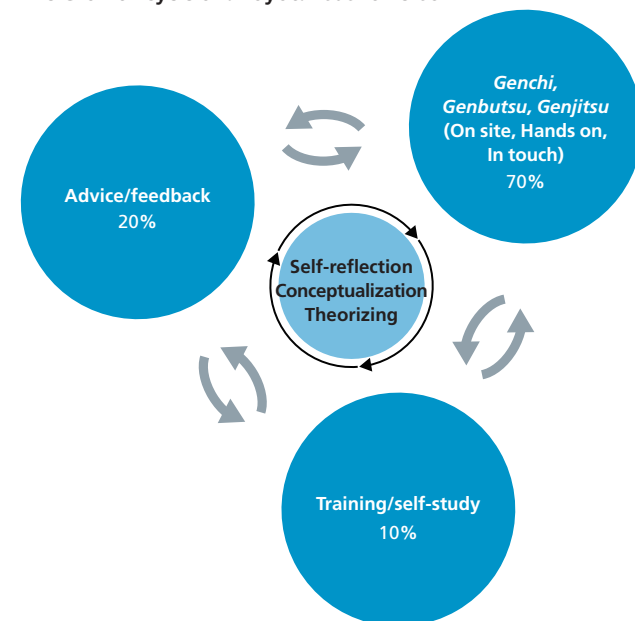 Genchi,
Genbutsu, Genjitsu
(On site, Hands on,
In touch)
70%
Advice/feedback
20%
Self-reflection
Conceptualization
Theorizing
Training/self-study
10%